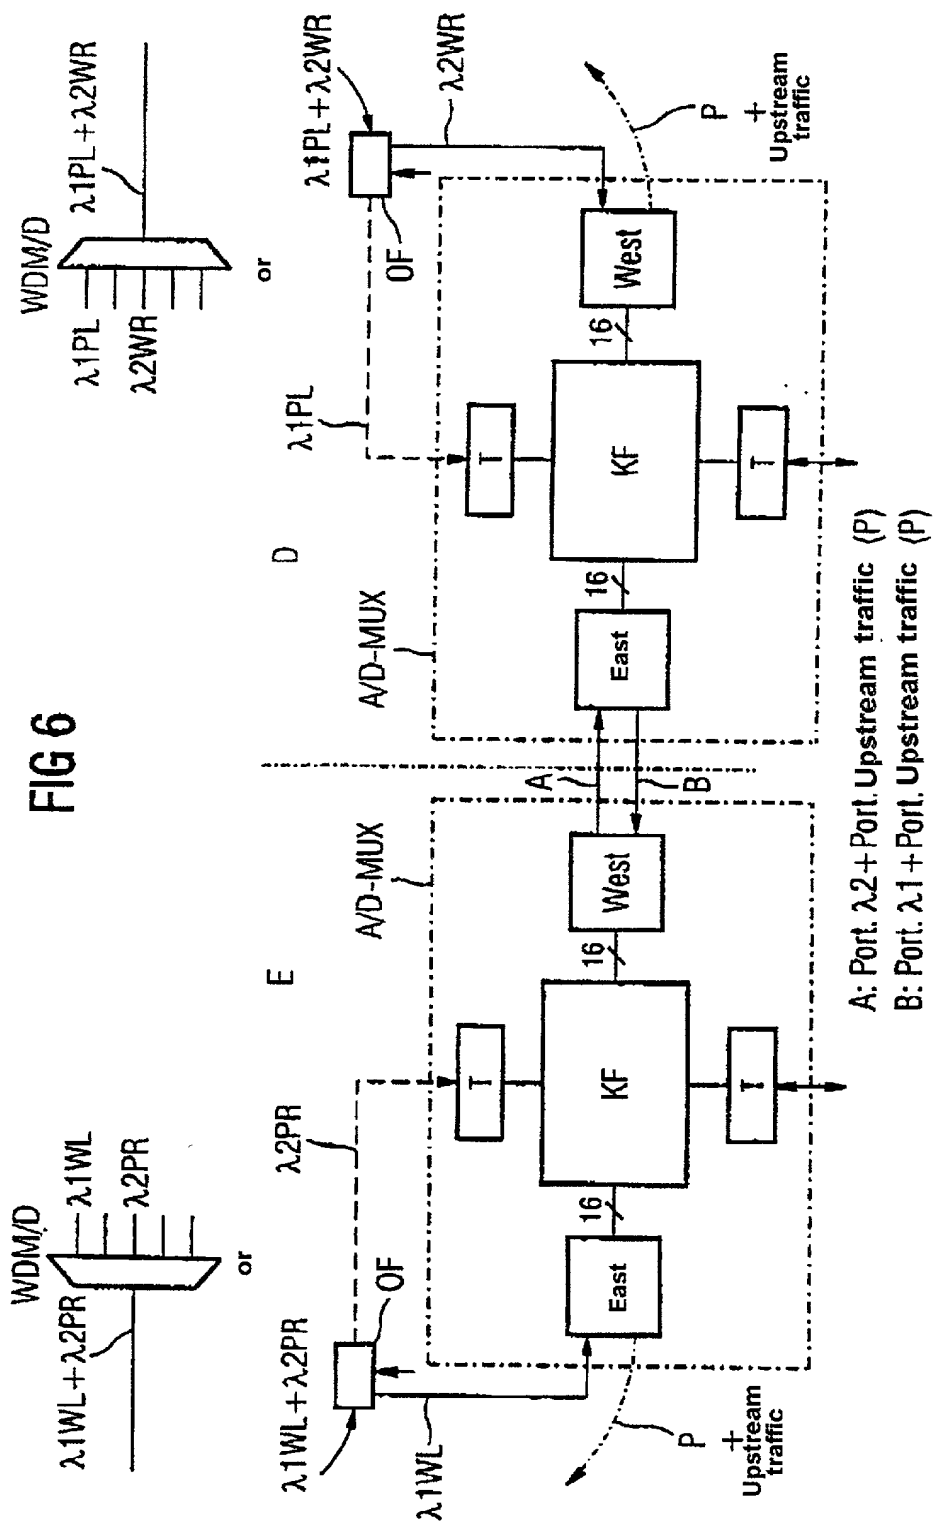 FIG 6
WDM/D
λ1WL+λ2PR
λ1WL
λ2PR
or
WDM/D
λ1PL
λ2WR
λ1PL+λ2WR
or
λ1WL+λ2PR
OF
λ2PR
E
A/D-MUX
λ1WL
T
East
16
KF
16
West
T
P
+
Upstream
traffic
A
B
D
A/D-MUX
λ1PL
OF
λ1PL+λ2WR
λ2WR
T
East
16
KF
16
West
T
P
+
Upstream
traffic
A: Port. λ2+Port. Upstream traffic (P)
B: Port. λ1+Port. Upstream traffic (P)